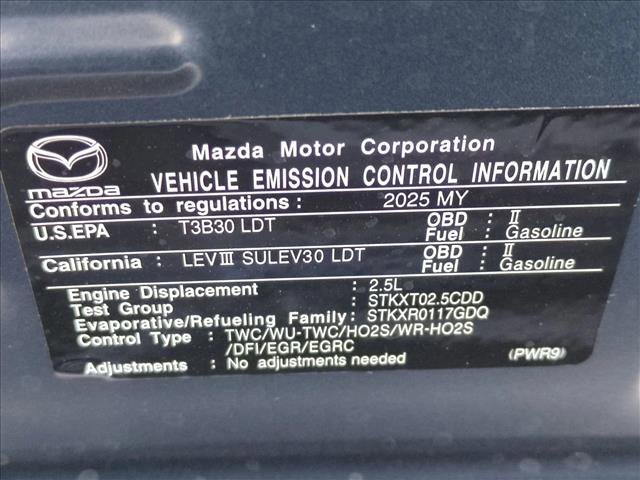 Mazda Motor Corporation
mazda VEHICLE EMISSION CONTROL INFORMATION
Conforms to regulations : 2025 MY
U.S.EPA : T3B30 LDT OBD : II
Fuel : Gasoline
California : LEV III SULEV30 LDT OBD : II
Fuel : Gasoline
Engine Displacement : 2.5L
Test Group : STKXT02.5CDD
Evaporative/Refueling Family: STKXR0117GDQ
Control Type : TWC/WU-TWC/HO2S/WR-HO2S
/DFI/EGR/EGRC
Adjustments : No adjustments needed (PWR9)